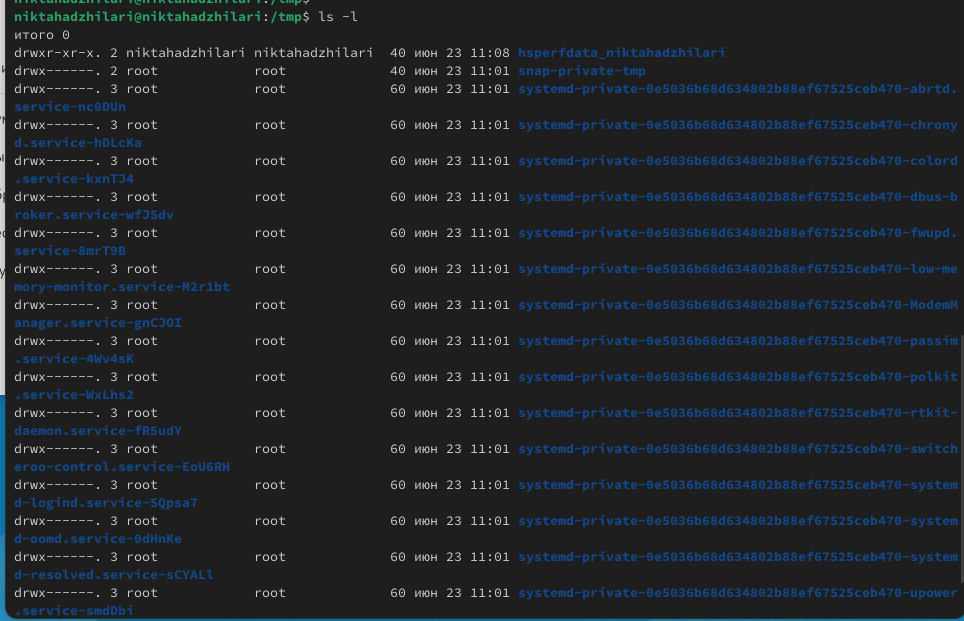 niktahadzhilari@niktahadzhilari:/tmp$
niktahadzhilari@niktahadzhilari:/tmp$ ls -l
итого 0
drwxr-xr-x. 2 niktahadzhilari niktahadzhilari  40 июн 23 11:08 hsperfdata_niktahadzhilari
drwx------. 2 root            root             40 июн 23 11:01 snap-private-tmp
drwx------. 3 root            root             60 июн 23 11:01 systemd-private-0e5036b68d634802b88ef67525ceb470-abrtd.
service-nc0DUn
drwx------. 3 root            root             60 июн 23 11:01 systemd-private-0e5036b68d634802b88ef67525ceb470-chrony
d.service-hDLcKa
drwx------. 3 root            root             60 июн 23 11:01 systemd-private-0e5036b68d634802b88ef67525ceb470-colord
.service-kxnTJ4
drwx------. 3 root            root             60 июн 23 11:01 systemd-private-0e5036b68d634802b88ef67525ceb470-dbus-b
roker.service-wfJSdv
drwx------. 3 root            root             60 июн 23 11:01 systemd-private-0e5036b68d634802b88ef67525ceb470-fwupd.
service-8mrT9B
drwx------. 3 root            root             60 июн 23 11:01 systemd-private-0e5036b68d634802b88ef67525ceb470-low-me
mory-monitor.service-M2r1bt
drwx------. 3 root            root             60 июн 23 11:01 systemd-private-0e5036b68d634802b88ef67525ceb470-ModemM
anager.service-gnCJOI
drwx------. 3 root            root             60 июн 23 11:01 systemd-private-0e5036b68d634802b88ef67525ceb470-passim
.service-4Wv4sK
drwx------. 3 root            root             60 июн 23 11:01 systemd-private-0e5036b68d634802b88ef67525ceb470-polkit
.service-WxLhs2
drwx------. 3 root            root             60 июн 23 11:01 systemd-private-0e5036b68d634802b88ef67525ceb470-rtkit-
daemon.service-fR5udY
drwx------. 3 root            root             60 июн 23 11:01 systemd-private-0e5036b68d634802b88ef67525ceb470-switch
eroo-control.service-EoU6RH
drwx------. 3 root            root             60 июн 23 11:01 systemd-private-0e5036b68d634802b88ef67525ceb470-system
d-logind.service-SQpsa7
drwx------. 3 root            root             60 июн 23 11:01 systemd-private-0e5036b68d634802b88ef67525ceb470-system
d-oomd.service-0dHnKe
drwx------. 3 root            root             60 июн 23 11:01 systemd-private-0e5036b68d634802b88ef67525ceb470-system
d-resolved.service-sCYALl
drwx------. 3 root            root             60 июн 23 11:01 systemd-private-0e5036b68d634802b88ef67525ceb470-upower
.service-smdDbi